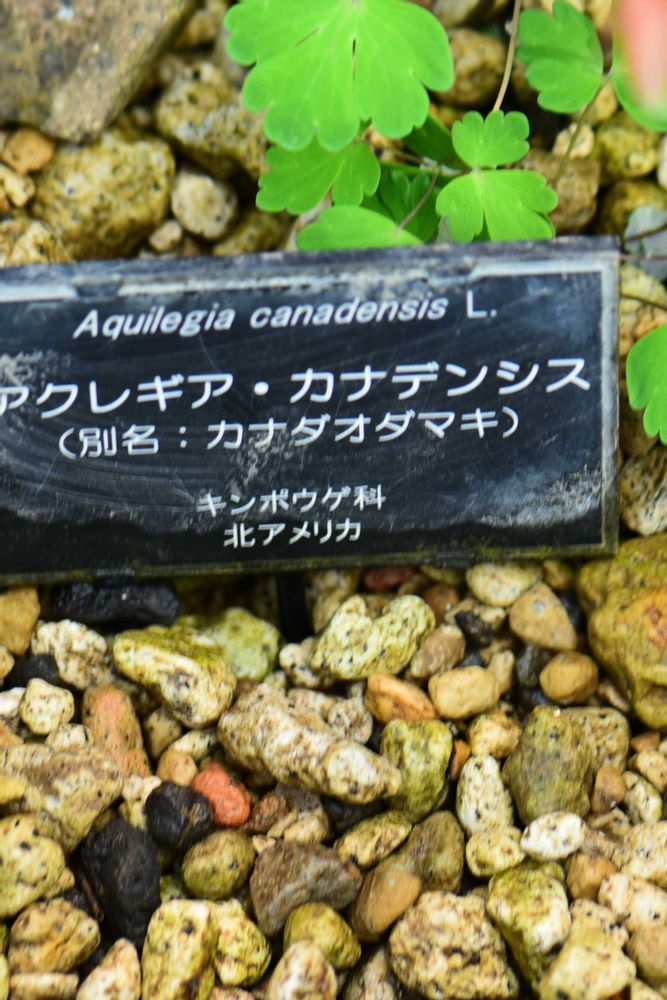 Aquilegia canadensis L.
アクレギア・カナデンシス
（別名：カナダオダマキ）
キンポウゲ科
北アメリカ